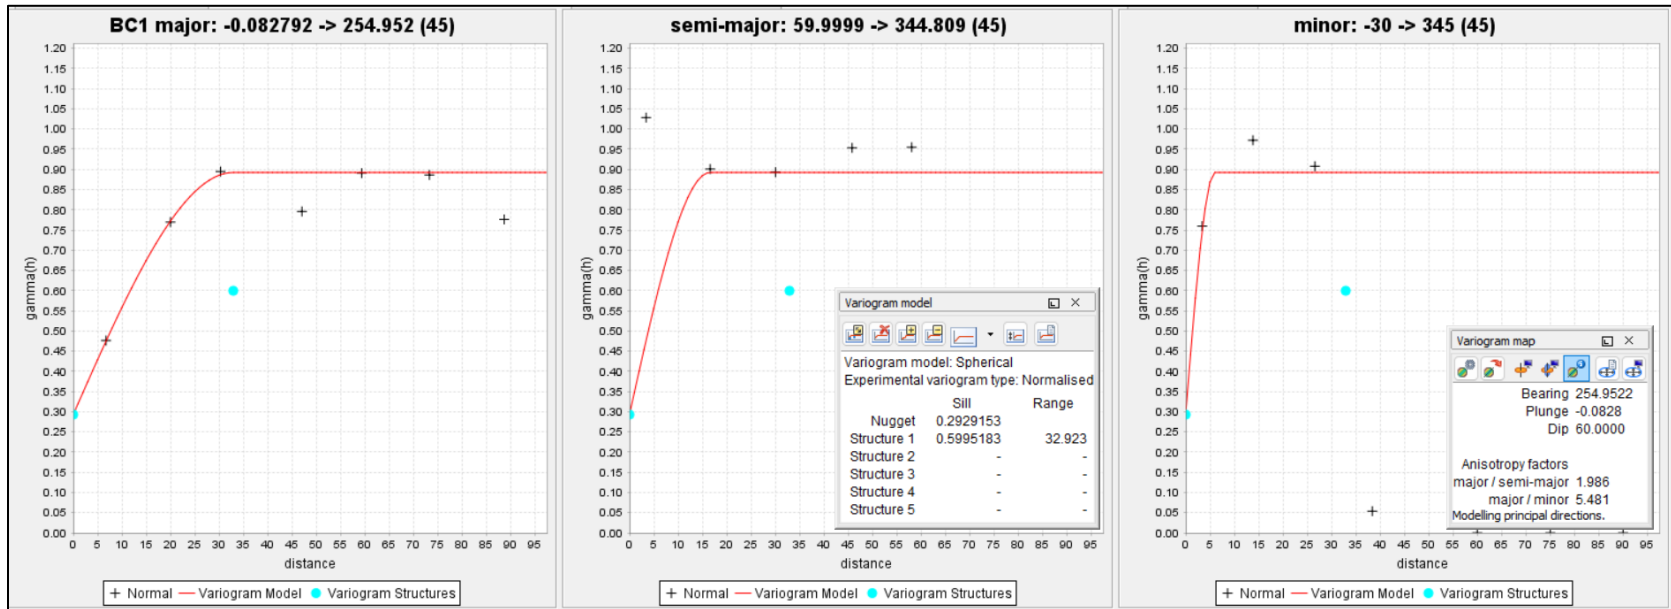 BC1 major: -0.082792 -> 254.952 (45)
1.20
1.15
1.10
1.05
1.00
0.95
0.90
0.85
0.80
0.75
0.70
0.65
0.60
0.55
0.50
0.45
0.40
0.35
0.30
0.25
0.20
0.15
0.10
0.05
0.00
gamma(h)
0 5 10 15 20 25 30 35 40 45 50 55 60 65 70 75 80 85 90 95
distance
Normal Variogram Model Variogram Structures
semi-major: 59.9999 -> 344.809 (45)
1.20
1.15
1.10
1.05
1.00
0.95
0.90
0.85
0.80
0.75
0.70
0.65
0.60
0.55
0.50
0.45
0.40
0.35
0.30
0.25
0.20
0.15
0.10
0.05
0.00
gamma(h)
0 5 10 15 20 25 30 35 40 45 50 55 60 65 70 75 80 85 90 95
distance
Normal Variogram Model Variogram Structures
Variogram model
Variogram model: Spherical
Experimental variogram type: Normalised
Sill Range
Nugget 0.2929153
Structure 1 0.5995183 32.923
Structure 2 - -
Structure 3 - -
Structure 4 - -
Structure 5 - -
minor: -30 -> 345 (45)
1.20
1.15
1.10
1.05
1.00
0.95
0.90
0.85
0.80
0.75
0.70
0.65
0.60
0.55
0.50
0.45
0.40
0.35
0.30
0.25
0.20
0.15
0.10
0.05
0.00
gamma(h)
0 5 10 15 20 25 30 35 40 45 50 55 60 65 70 75 80 85 90 95
distance
Normal Variogram Model Variogram Structures
Variogram map
Bearing 254.9522
Plunge -0.0828
Dip 60.0000
Anisotropy factors
major / semi-major 1.986
major / minor 5.481
Modelling principal directions.